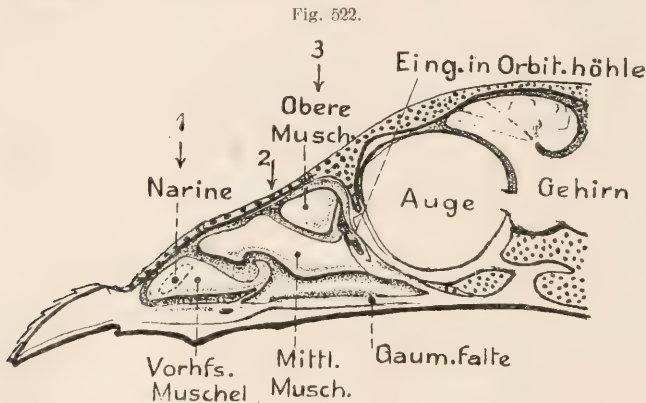 Fig. 522.
3
Eing. in Orbit. höhle
1
Obere
Musch.
2
Narine
Auge
Gehirn
Vorhfs.
Muschel
Mittl.
Musch.
Gaum. falte